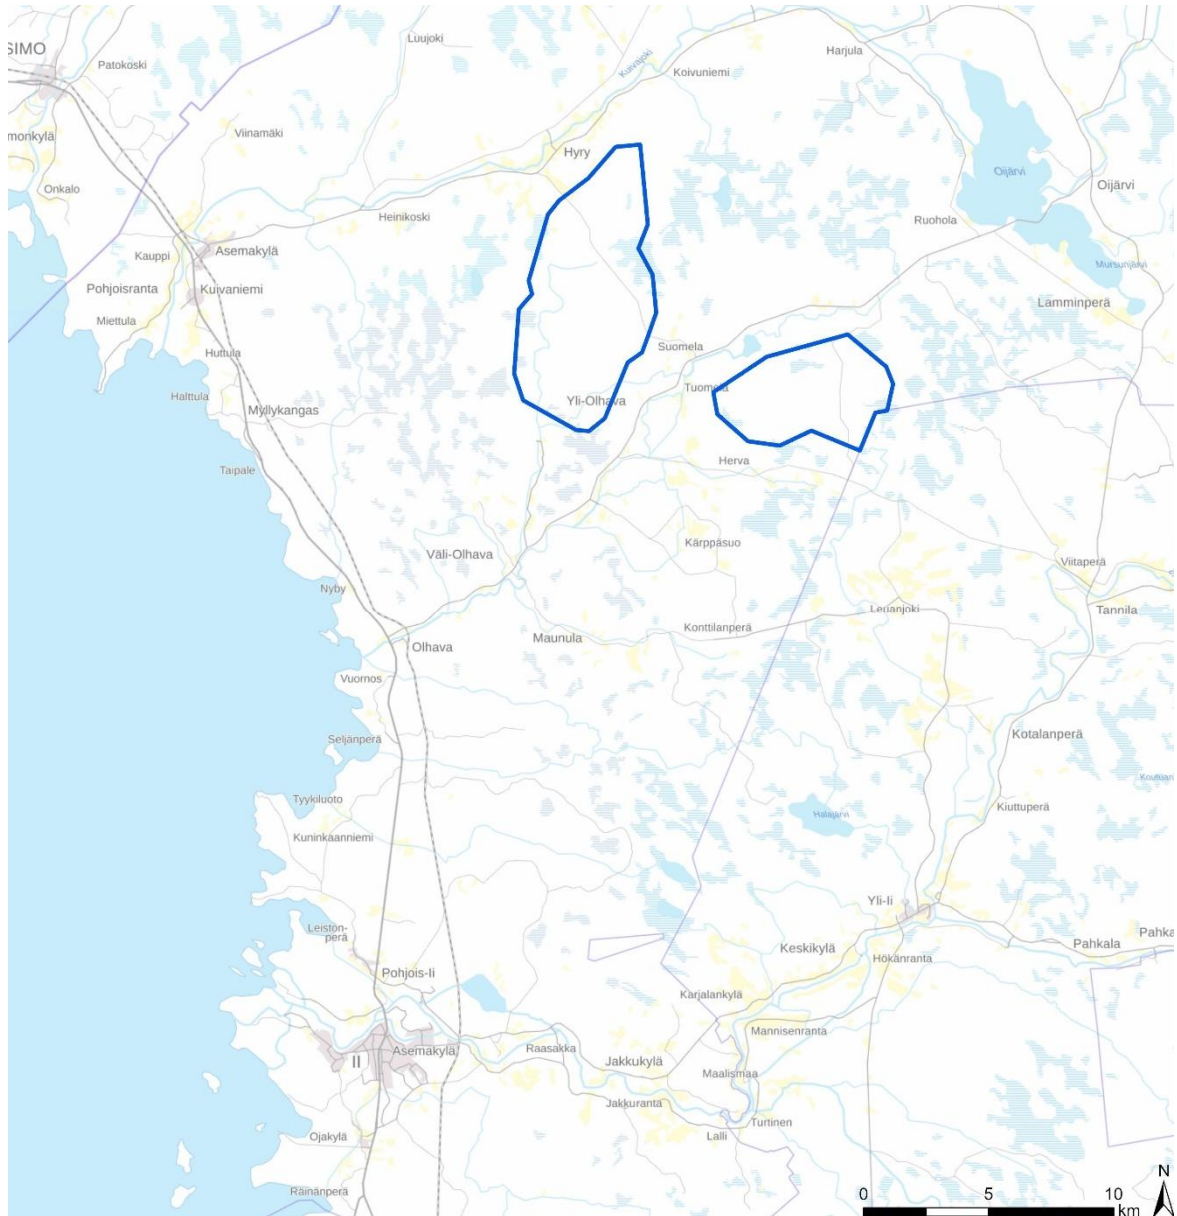 Luujoki
SIMO
Patokoski
Kuivajoki
Koivuniemi
Harjula
monkylä
Viinamäki
Hyry
Oijärvi
Oijärvi
Onkalo
Heinikoski
Ruohola
Asemakylä
Kauppi
Mursunjärvi
Pohjoisranta
Kuivaniemi
Lamminperä
Miettula
Huttula
Suomela
Halttula
Tuomela
Yli-Olhava
Myllykangas
Taipale
Herva
Väli-Olhava
Kärppäsuo
Viitaperä
Nyby
Leuanjoki
Tannila
Konttilanperä
Olhava
Maunula
Vuornos
Seljänperä
Kotalanperä
Tyykiluoto
Kiuttuperä
Halajärvi
Kuninkaanniemi
Yli-Ii
Leiston-
perä
Keskikylä
Pahkala
Pahka
Hökänranta
Pohjois-Ii
Karjalankylä
Mannisenranta
Asemakylä
Raasakka
Jakkukylä
II
Maalismaa
Jakkuranta
Turtinen
Lalli
Ojakylä
Räinänperä
N
0 5 10
km